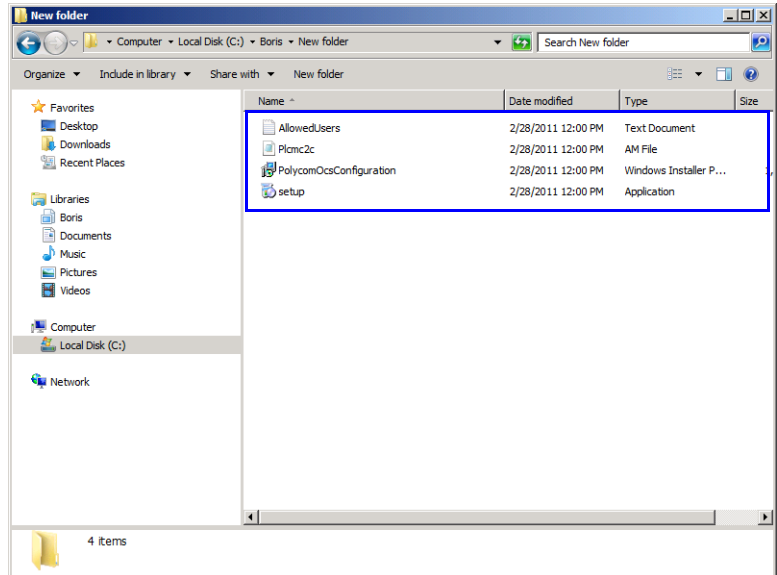 New folder
Computer Local Disk (C:) Boris New folder
Search New folder
Organize Include in library Share with New folder
Name Date modified Type Size
Favorites
Desktop
Downloads
Recent Places
Libraries
Boris
Documents
Music
Pictures
Videos
Computer
Local Disk (C:)
Network
AllowedUsers 2/28/2011 12:00 PM Text Document
Plcmc2c 2/28/2011 12:00 PM AM File
PolycomOcsConfiguration 2/28/2011 12:00 PM Windows Installer P...
setup 2/28/2011 12:00 PM Application
4 items